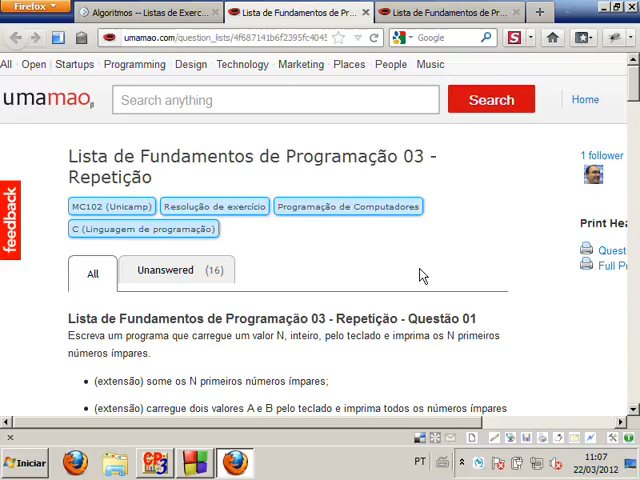 Firefox
Algoritmos -- Listas de Exerc...
Lista de Fundamentos de Pr...
Lista de Fundamentos de Pr...
umamao.com/question_lists/4f687141b6f2395fc4045
Google
All Open Startups Programming Design Technology Marketing Places People Music
umamao β
Search anything
Search
Home
Lista de Fundamentos de Programação 03 -
Repetição
1 follower
MC102 (Unicamp) Resolução de exercício Programação de Computadores
C (Linguagem de programação)
feedback
Print Hea
Quest
Full Pr
All
Unanswered (16)
Lista de Fundamentos de Programação 03 - Repetição - Questão 01
Escreva um programa que carregue um valor N, inteiro, pelo teclado e imprima os N primeiros
números ímpares.
(extensão) some os N primeiros números ímpares;
(extensão) carregue dois valores A e B pelo teclado e imprima todos os números ímpares
Iniciar
PT
11:07
22/03/2012